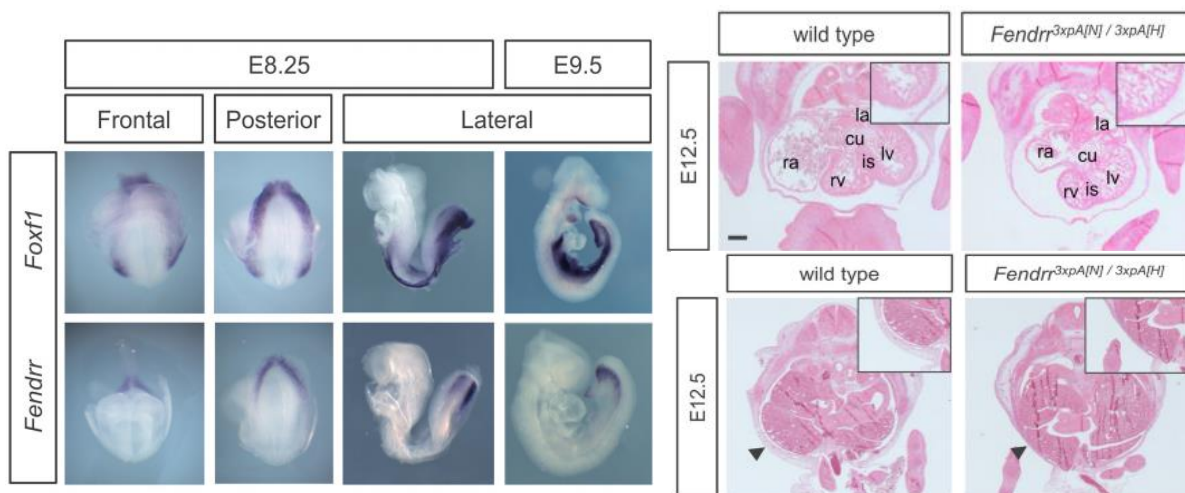 E8.25
E9.5
Frontal
Posterior
Lateral
Foxf1
Fendrr
wild type
Fendrr3xpA[N] / 3xpA[H]
E12.5
la
cu
lv
is
ra
rv
la
cu
ra
lv
rv
is
wild type
Fendrr3xpA[N] / 3xpA[H]
E12.5